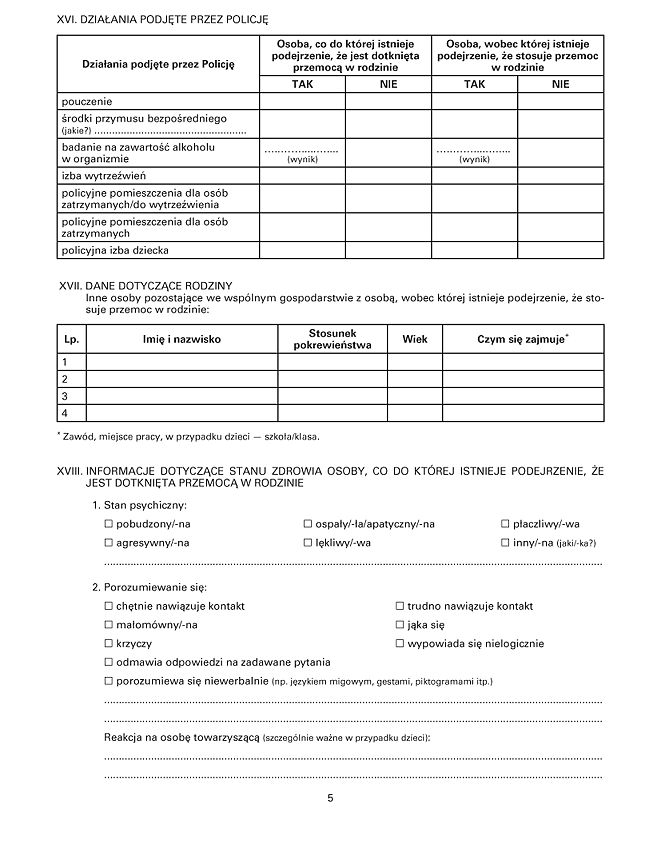 XVI. DZIAŁANIA PODJĘTE PRZEZ POLICJĘ
Działania podjęte przez Policję
Osoba, co do której istnieje
podejrzenie, że jest dotknięta
przemocą w rodzinie
Osoba, wobec której istnieje
podejrzenie, że stosuje przemoc
w rodzinie
TAK NIE TAK NIE
pouczenie
środki przymusu bezpośredniego
(jakie?) ....................................................
badanie na zawartość alkoholu
w organizmie
........................ (wynik)
........................ (wynik)
izba wytrzeźwień
policyjne pomieszczenia dla osób
zatrzymanych/do wytrzeźwienia
policyjne pomieszczenia dla osób
zatrzymanych
policyjna izba dziecka
XVII. DANE DOTYCZĄCE RODZINY
Inne osoby pozostające we wspólnym gospodarstwie z osobą, wobec której istnieje podejrzenie, że sto-
suje przemoc w rodzinie:
Lp. Imię i nazwisko Stosunek pokrewieństwa Wiek Czym się zajmuje*
1
2
3
4
* Zawód, miejsce pracy, w przypadku dzieci — szkoła/klasa.
XVIII. INFORMACJE DOTYCZĄCE STANU ZDROWIA OSOBY, CO DO KTÓREJ ISTNIEJE PODEJRZENIE, ŻE
JEST DOTKNIĘTA PRZEMOCĄ W RODZINIE
1. Stan psychiczny:
☐ pobudzony/-na ☐ ospały/-ła/apatyczny/-na ☐ płaczliwy/-wa
☐ agresywny/-na ☐ lękliwy/-wa ☐ inny/-na (jaki/-ka?)
....................................................................................................
2. Porozumiewanie się:
☐ chętnie nawiązuje kontakt ☐ trudno nawiązuje kontakt
☐ małomówny/-na ☐ jąka się
☐ krzyczy ☐ wypowiada się nielogicznie
☐ odmawia odpowiedzi na zadawane pytania
☐ porozumiewa się niewerbalnie (np. językiem migowym, gestami, piktogramami itp.)
....................................................................................................
....................................................................................................
Reakcja na osobę towarzyszącą (szczególnie ważne w przypadku dzieci):
....................................................................................................
....................................................................................................
5